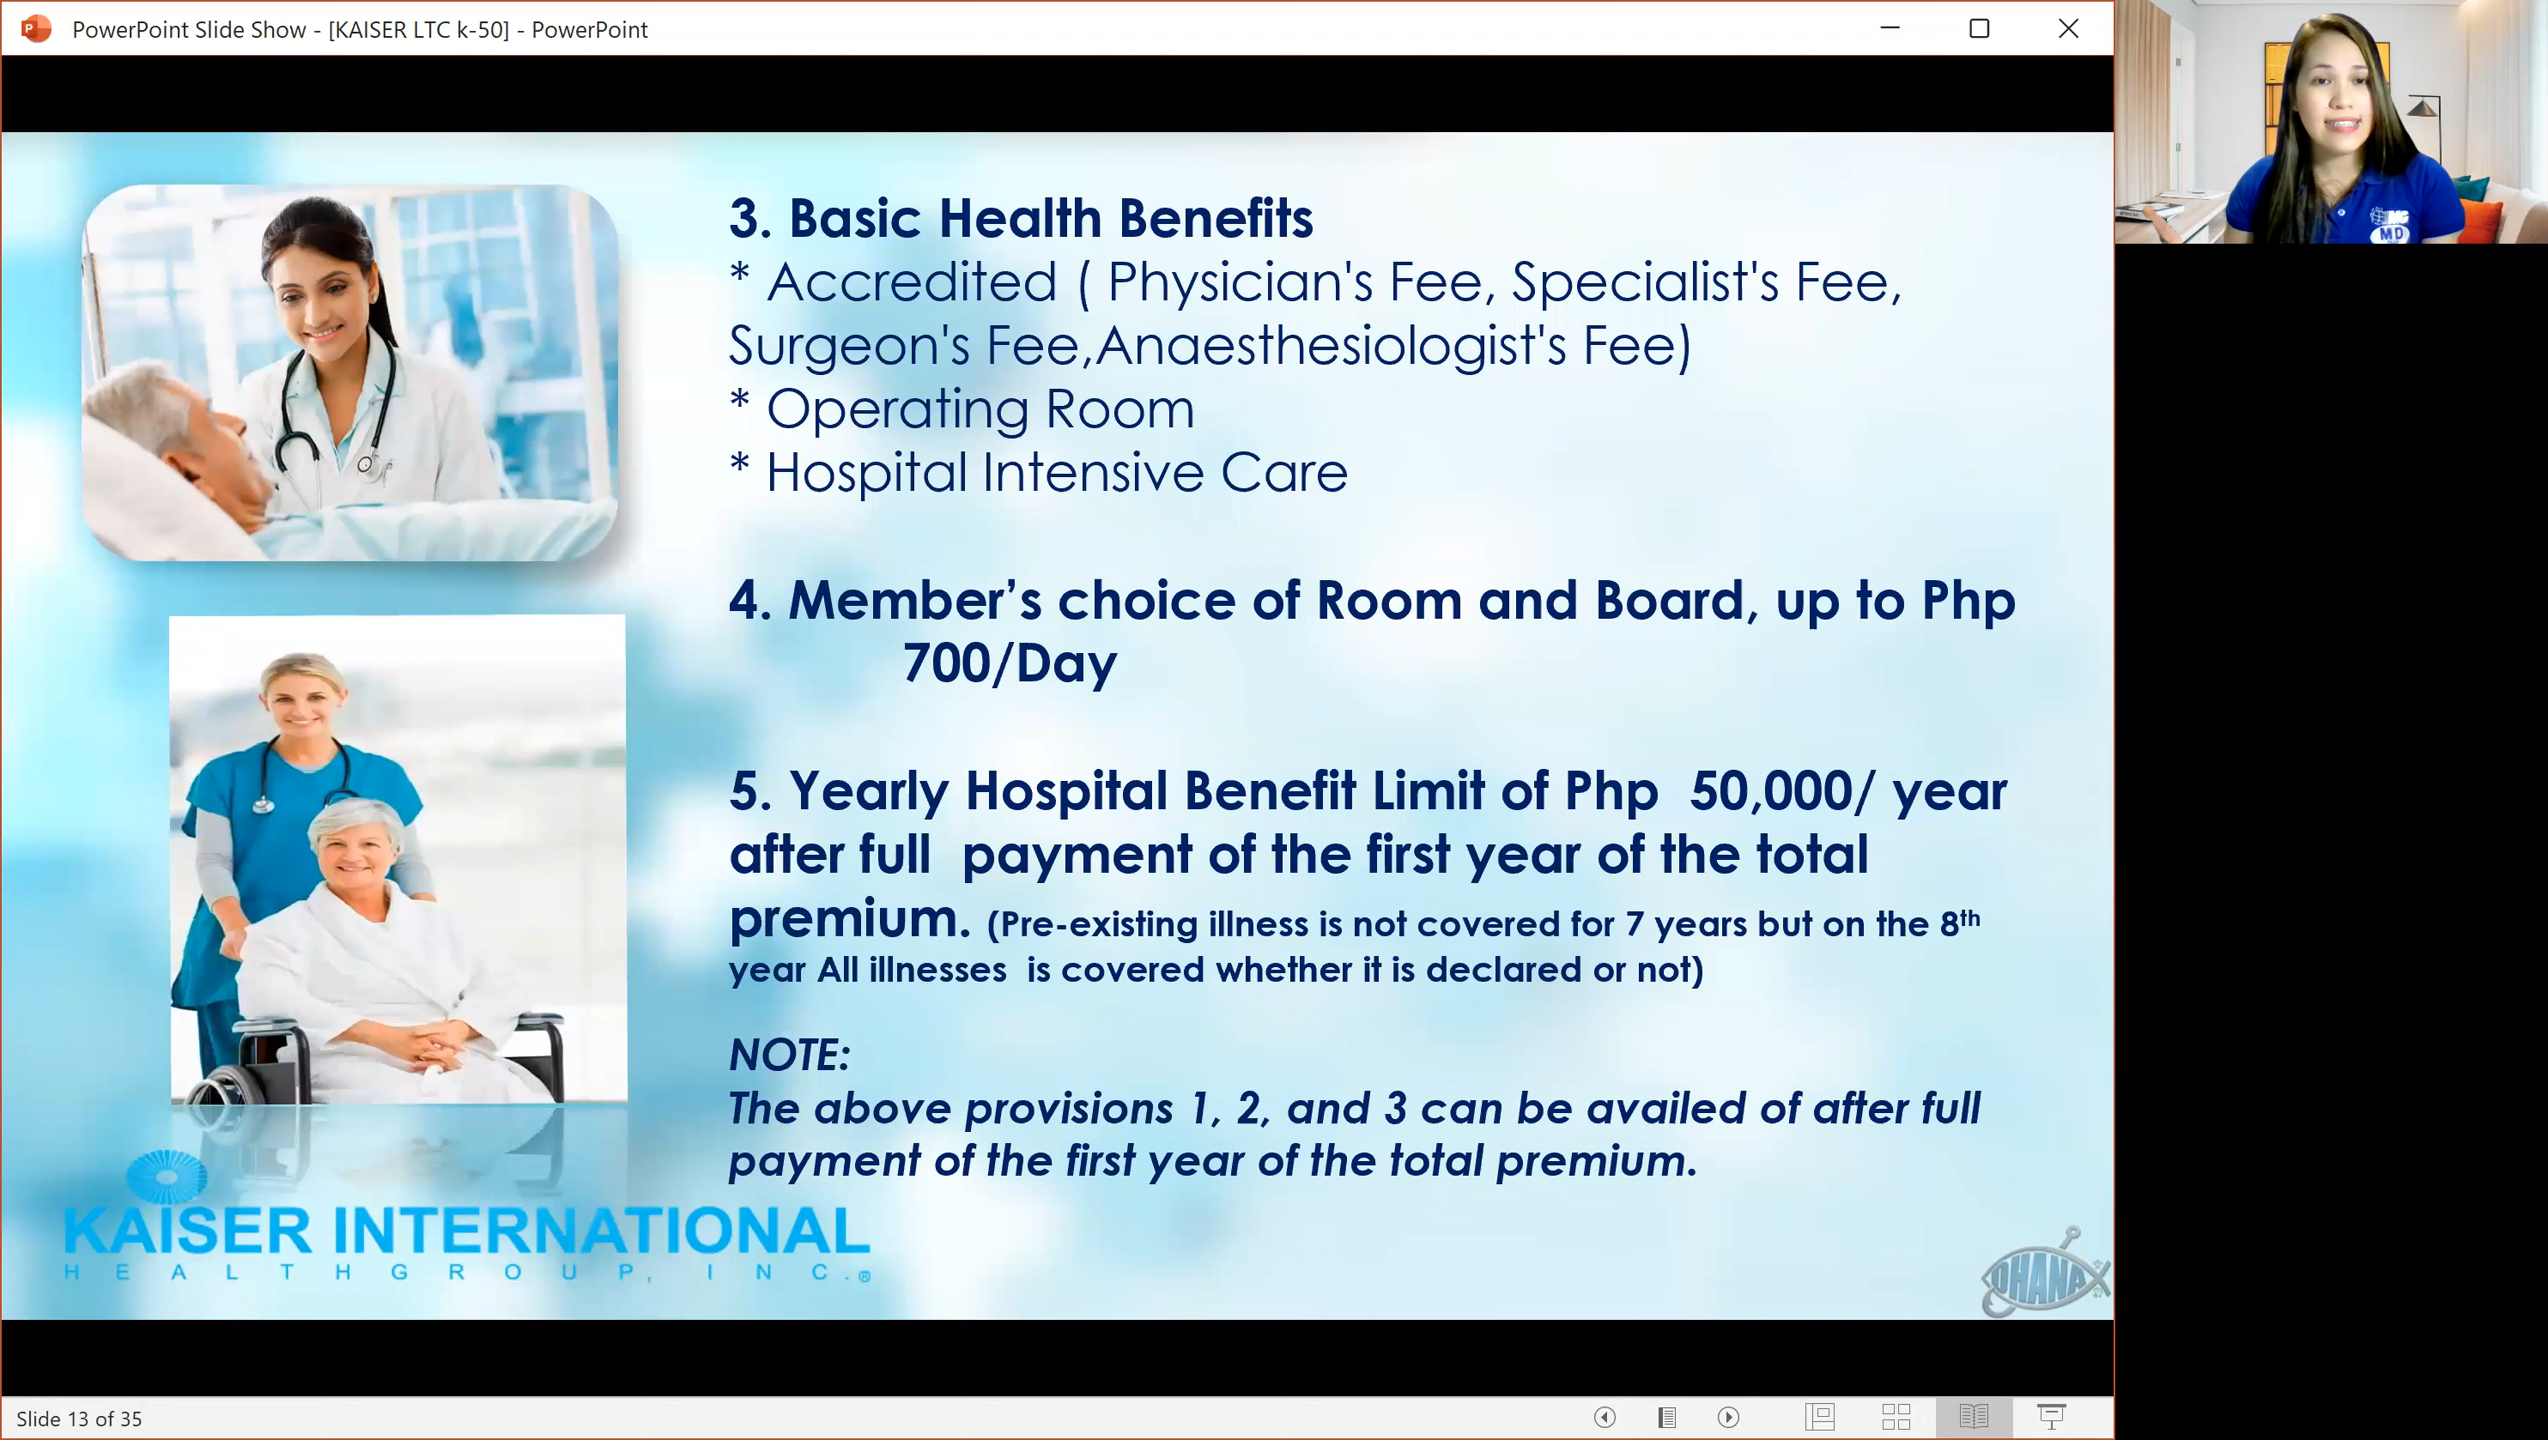 PowerPoint Slide Show - [KAISER LTC k-50] - PowerPoint
3. Basic Health Benefits
* Accredited ( Physician's Fee, Specialist's Fee,
Surgeon's Fee,Anaesthesiologist's Fee)
* Operating Room
* Hospital Intensive Care
4. Member’s choice of Room and Board, up to Php
700/Day
5. Yearly Hospital Benefit Limit of Php 50,000/ year
after full payment of the first year of the total
premium. (Pre-existing illness is not covered for 7 years but on the 8th
year All illnesses is covered whether it is declared or not)
NOTE:
The above provisions 1, 2, and 3 can be availed of after full
payment of the first year of the total premium.
KAISER INTERNATIONAL
HEALTHGROUP, INC.®
OHANA
IMG
MD
Slide 13 of 35